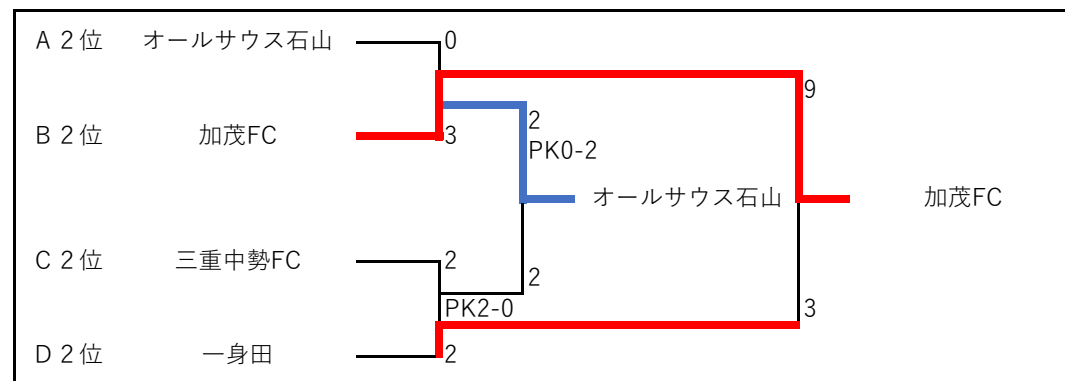 A２位 オールサウス石山 0
9
2
B２位 加茂FC 3
PK0-2
オールサウス石山 加茂FC
C２位 三重中勢FC 2
2
PK2-0 3
D２位 一身田 2